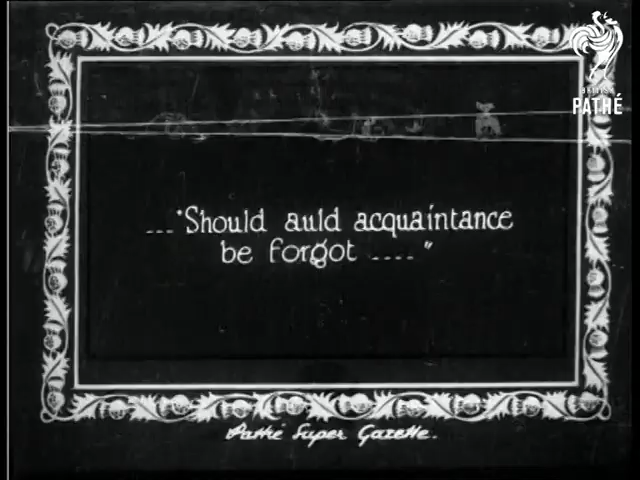 BRITISH
PATHÉ
..."Should auld acquaintance
be forgot ...."
Pathé Super Gazette.